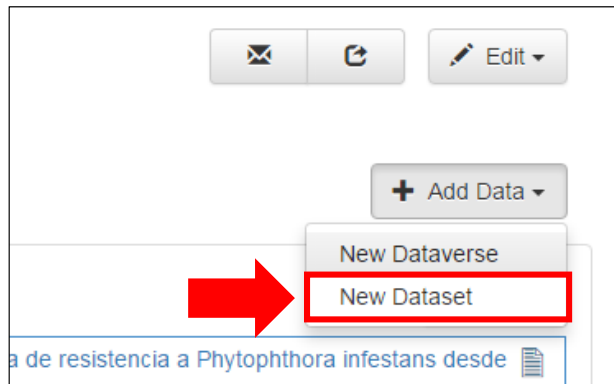 Edit
Add Data
New Dataverse
New Dataset
a de resistencia a Phytophthora infestans desde